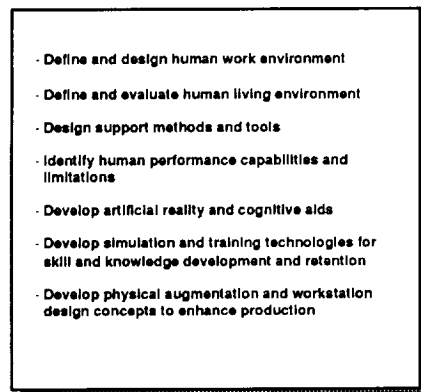 - Define and design human work environment
- Define and evaluate human living environment
- Design support methods and tools
- Identify human performance capabilities and
limitations
- Develop artificial reality and cognitive aids
- Develop simulation and training technologies for
skill and knowledge development and retention
- Develop physical augmentation and workstation
design concepts to enhance production